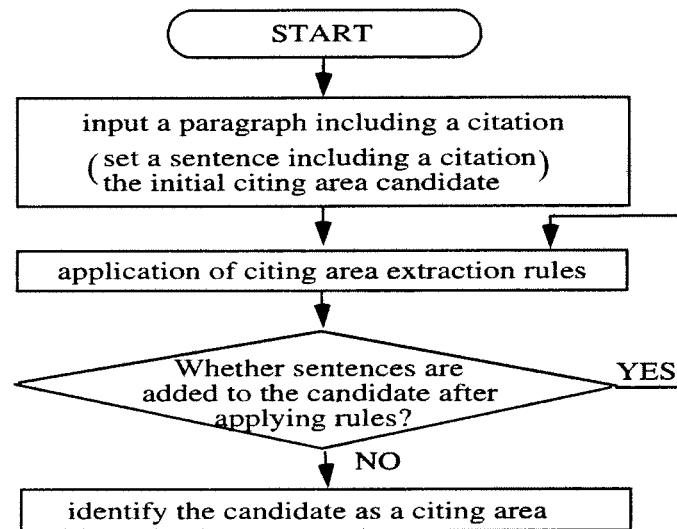 START
input a paragraph including a citation
(set a sentence including a citation)
the initial citing area candidate
application of citing area extraction rules
Whether sentences are
added to the candidate after
applying rules?
YES
NO
identify the candidate as a citing area